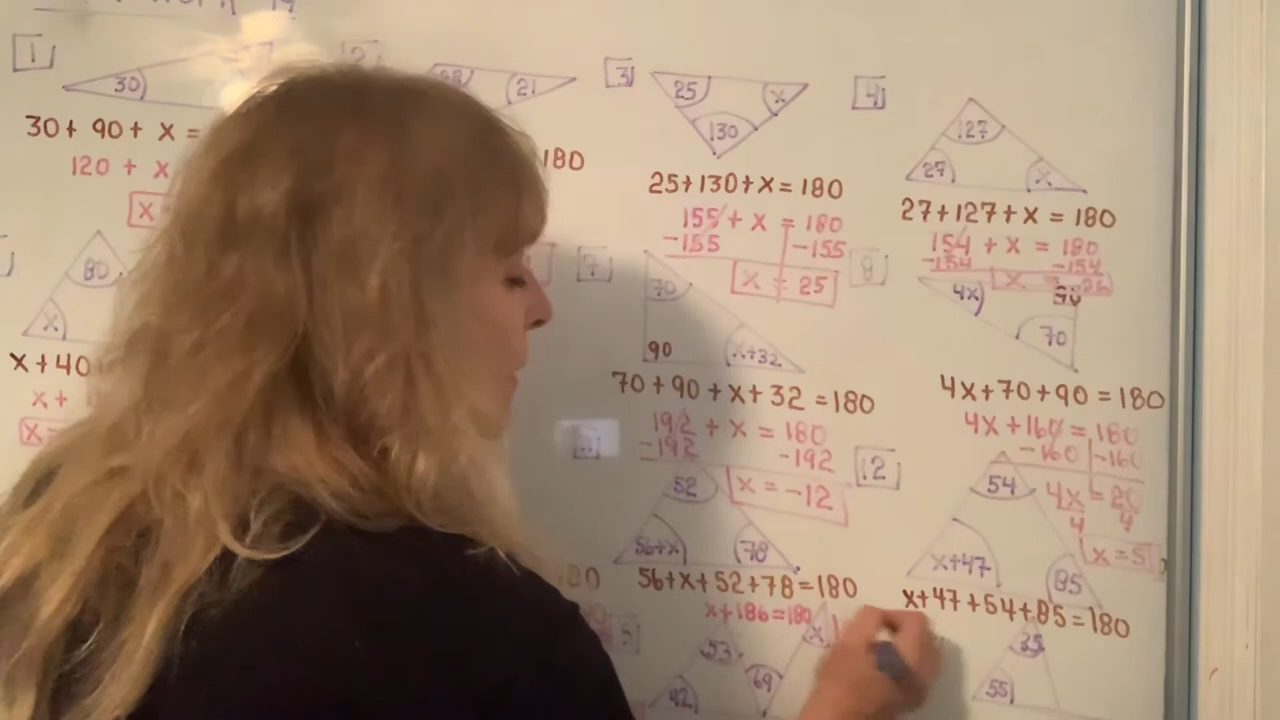 1
30
30 + 90 + x =
120 + x
x
21
180
3
25
x
130
25 + 130 + x = 180
155 + x = 180
-155 -155
x = 25
4
127
27
x
27 + 127 + x = 180
154 + x = 180
-154 -154
x = 26
80
x
x + 40
x +
x =
7
70
90
x+32
70 + 90 + x + 32 = 180
192 + x = 180
-192 -192
x = -12
8
4x
90
70
4x + 70 + 90 = 180
4x + 160 = 180
-160 -160
4x = 20
4 4
x = 5
52
56+x
78
56 + x + 52 + 78 = 180
x + 186 = 180
12
54
x+47
85
x + 47 + 54 + 85 = 180
80
5
53
42
69
x
35
55